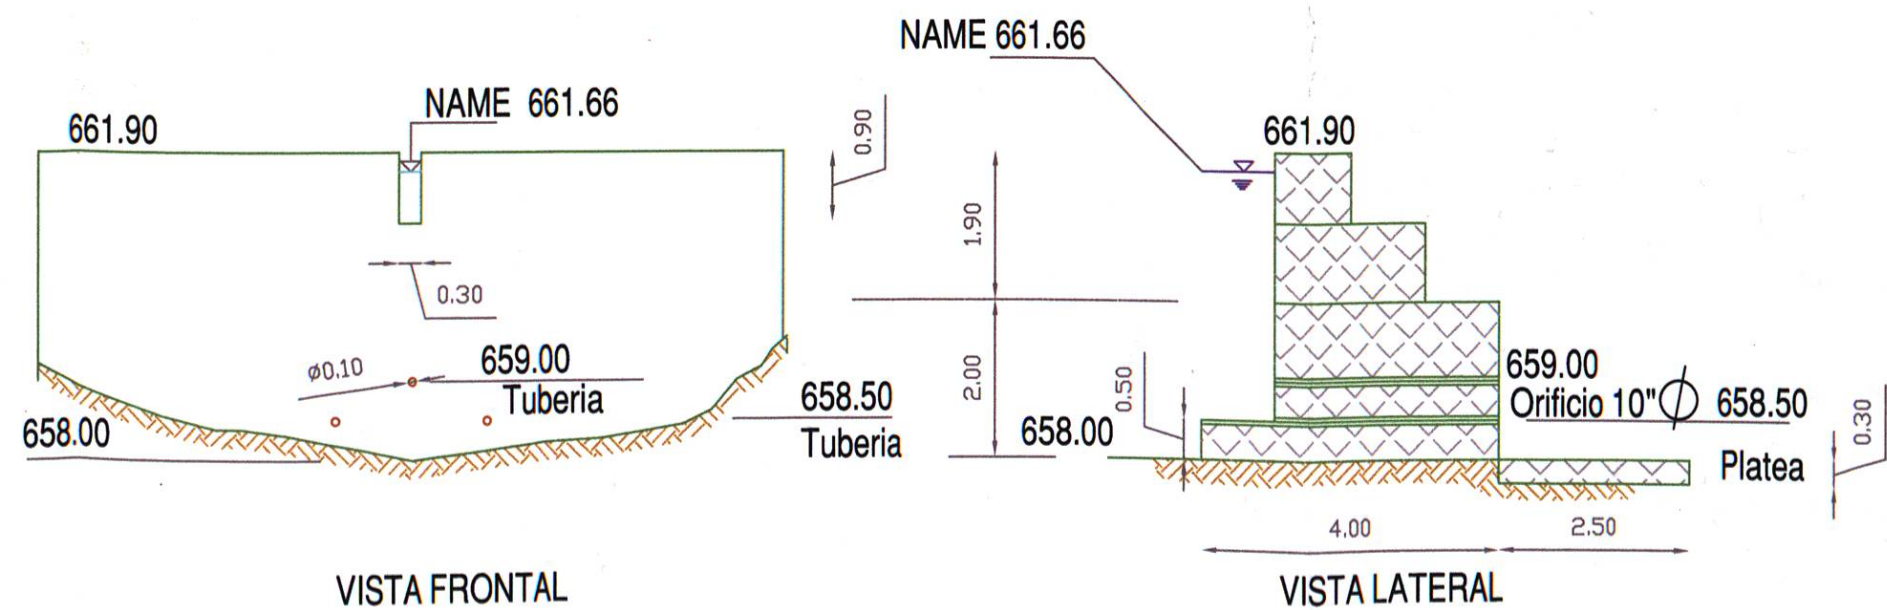 NAME 661.66
661.90
0.90
0.30
Ø0.10
659.00
Tuberia
658.50
Tuberia
658.00
VISTA FRONTAL
NAME 661.66
661.90
1.90
2.00
0.50
658.00
659.00
Orificio 10"Ø 658.50
Platea
0.30
4.00
2.50
VISTA LATERAL